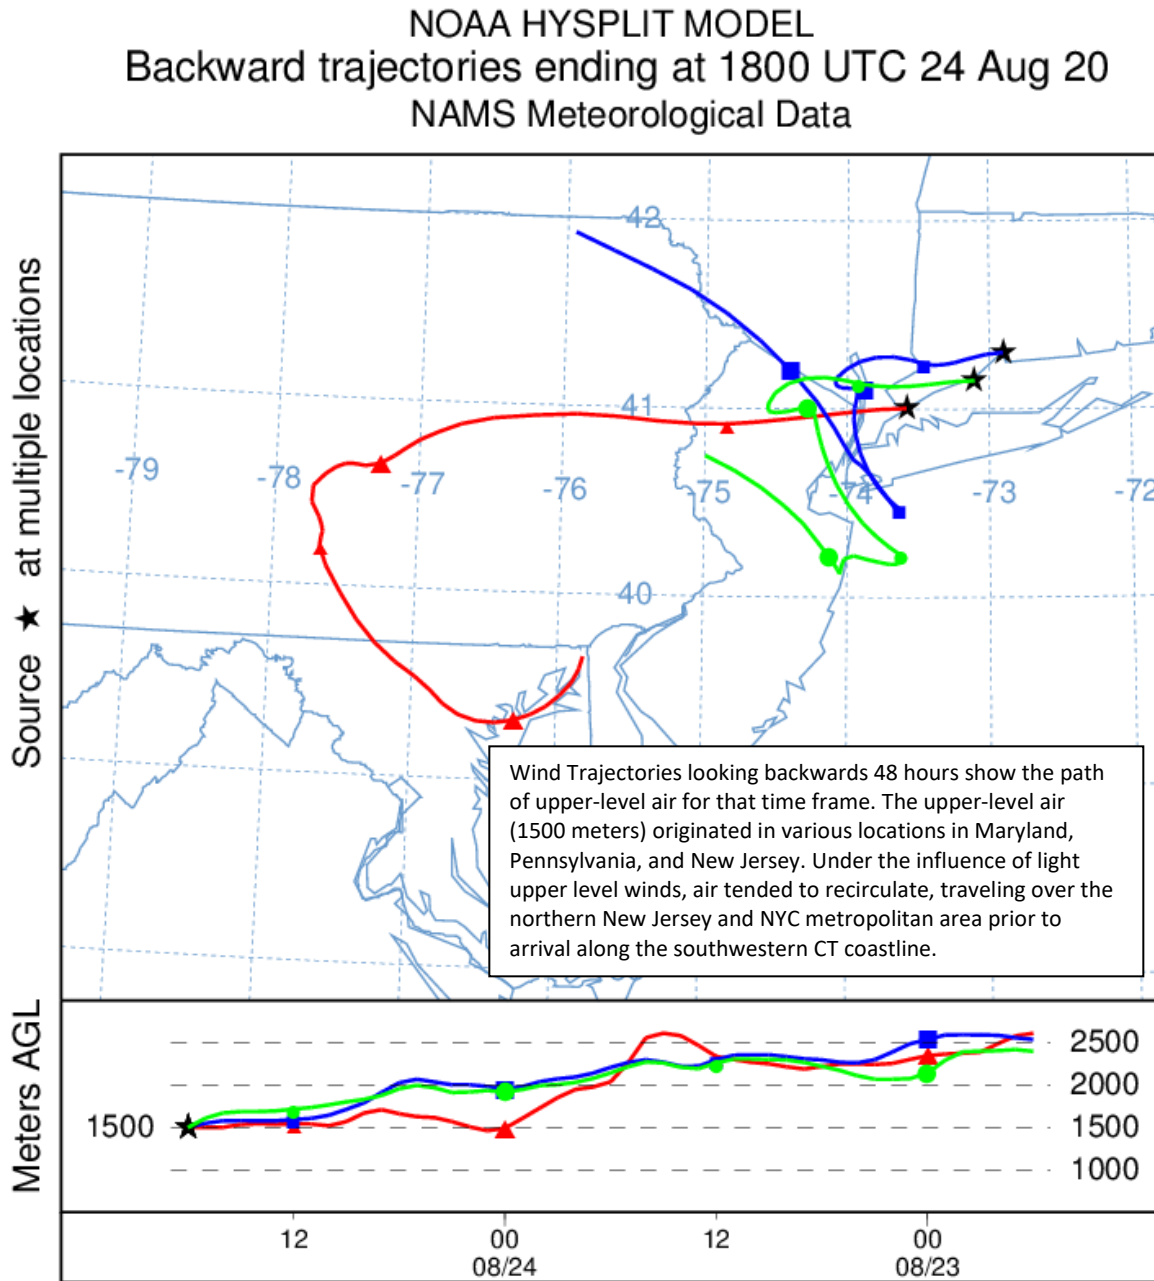 NOAA HYSPLIT MODEL
Backward trajectories ending at 1800 UTC 24 Aug 20
NAMS Meteorological Data
Source ★ at multiple locations
42
41
-79
-78
-77
-76
-75
-74
-73
-72
40
Wind Trajectories looking backwards 48 hours show the path
of upper-level air for that time frame. The upper-level air
(1500 meters) originated in various locations in Maryland,
Pennsylvania, and New Jersey. Under the influence of light
upper level winds, air tended to recirculate, traveling over the
northern New Jersey and NYC metropolitan area prior to
arrival along the southwestern CT coastline.
Meters AGL
1500
2500
2000
1500
1000
12
00
12
00
08/24
08/23